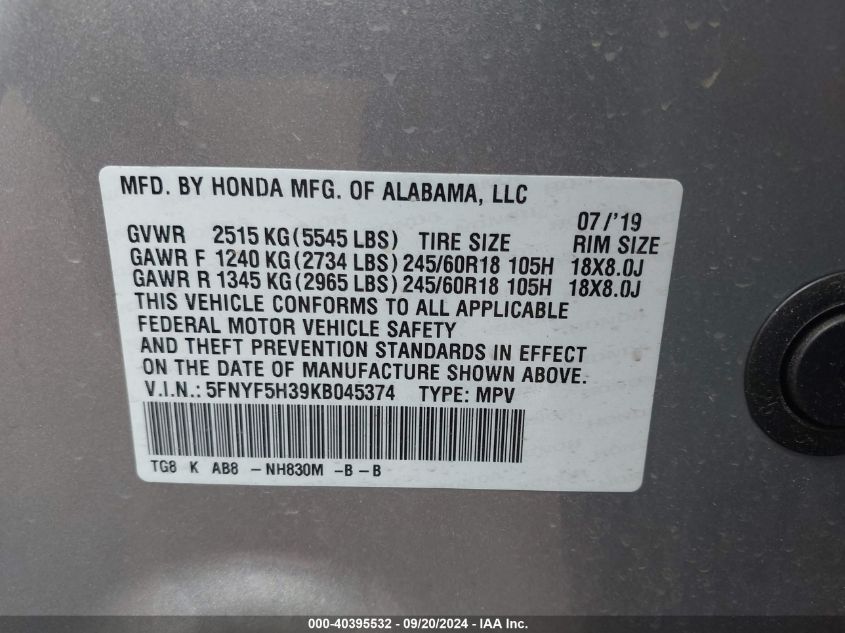 MFD. BY HONDA MFG. OF ALABAMA, LLC
07/'19
GVWR 2515 KG(5545 LBS) TIRE SIZE RIM SIZE
GAWR F 1240 KG(2734 LBS) 245/60R18 105H 18X8.0J
GAWR R 1345 KG(2965 LBS) 245/60R18 105H 18X8.0J
THIS VEHICLE CONFORMS TO ALL APPLICABLE
FEDERAL MOTOR VEHICLE SAFETY
AND THEFT PREVENTION STANDARDS IN EFFECT
ON THE DATE OF MANUFACTURE SHOWN ABOVE.
V.I.N.: 5FNYF5H39KB045374 TYPE: MPV
TG8 K AB8 -NH830M -B -B
000-40395532 - 09/20/2024 - IAA Inc.